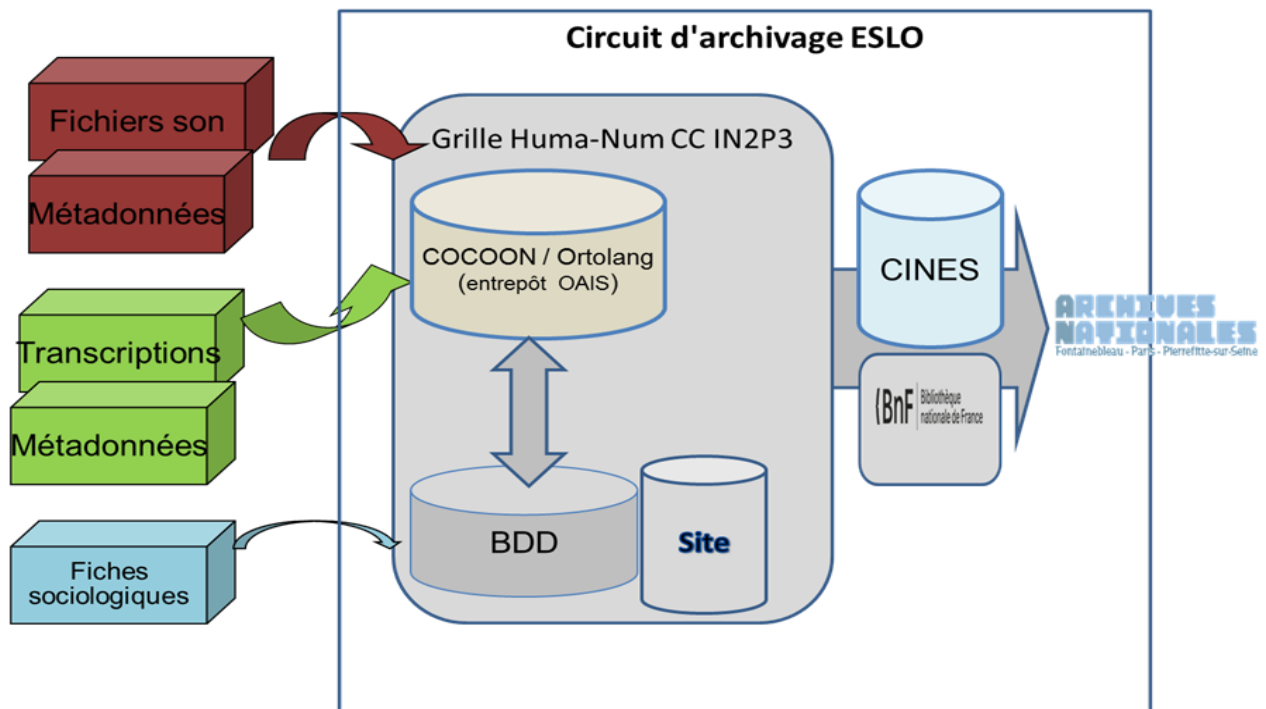 Circuit d'archivage ESLO
Fichiers son
Métadonnées
Transcriptions
Métadonnées
Fiches
sociologiques
Grille Huma-Num CC IN2P3
COCOON / Ortolang
(entrepôt OAIS)
BDD
Site
CINES
{BnF
Bibliothèque
nationale de France
ARCHIVES
NATIONALES
Fontainebleau - Paris - Pierrefitte-sur-Seine